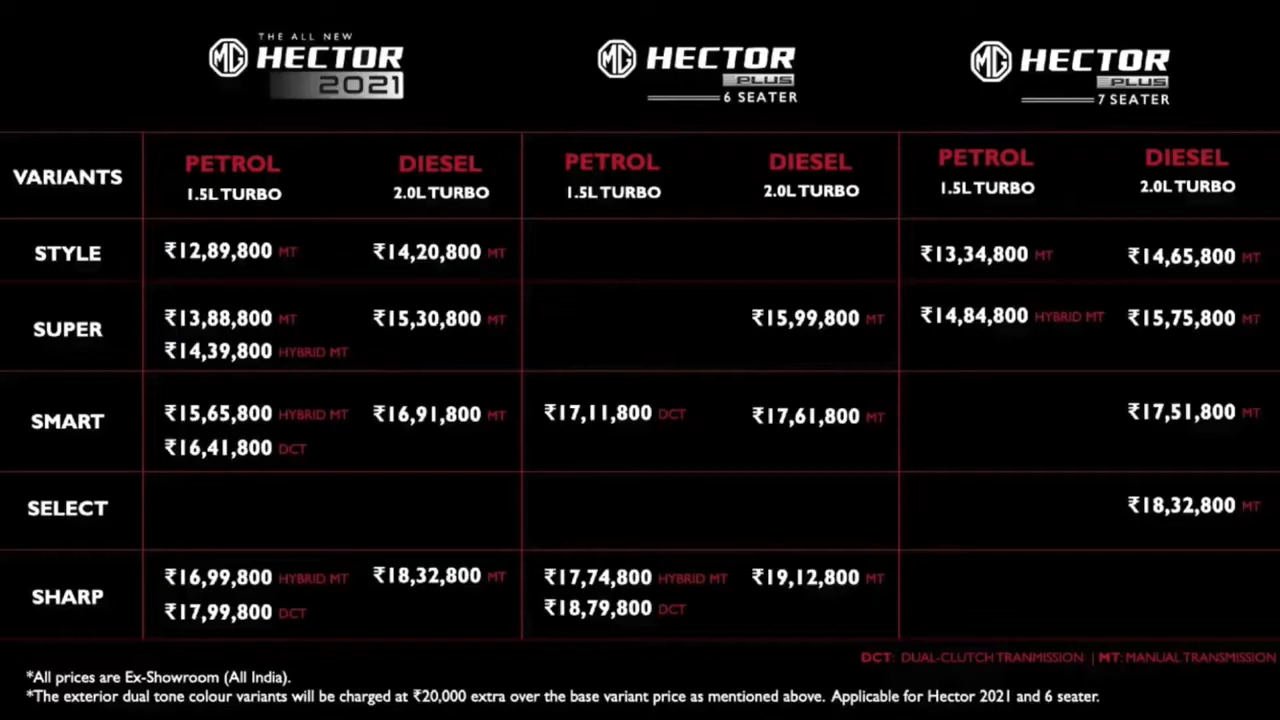 THE ALL NEW
MG HECTOR
2021
MG HECTOR
PLUS
6 SEATER
MG HECTOR
PLUS
7 SEATER
VARIANTS PETROL DIESEL PETROL DIESEL PETROL DIESEL
1.5L TURBO 2.0L TURBO 1.5L TURBO 2.0L TURBO 1.5L TURBO 2.0L TURBO
STYLE ₹12,89,800 MT ₹14,20,800 MT ₹13,34,800 MT ₹14,65,800 MT
SUPER ₹13,88,800 MT ₹15,30,800 MT ₹15,99,800 MT ₹14,84,800 HYBRID MT ₹15,75,800 MT
₹14,39,800 HYBRID MT
SMART ₹15,65,800 HYBRID MT ₹16,91,800 MT ₹17,11,800 DCT ₹17,61,800 MT ₹17,51,800 MT
₹16,41,800 DCT
SELECT ₹18,32,800 MT
SHARP ₹16,99,800 HYBRID MT ₹18,32,800 MT ₹17,74,800 HYBRID MT ₹19,12,800 MT
₹17,99,800 DCT ₹18,79,800 DCT
DCT: DUAL-CLUTCH TRANMISSION | MT: MANUAL TRANSMISSION
*All prices are Ex-Showroom (All India).
*The exterior dual tone colour variants will be charged at ₹20,000 extra over the base variant price as mentioned above. Applicable for Hector 2021 and 6 seater.